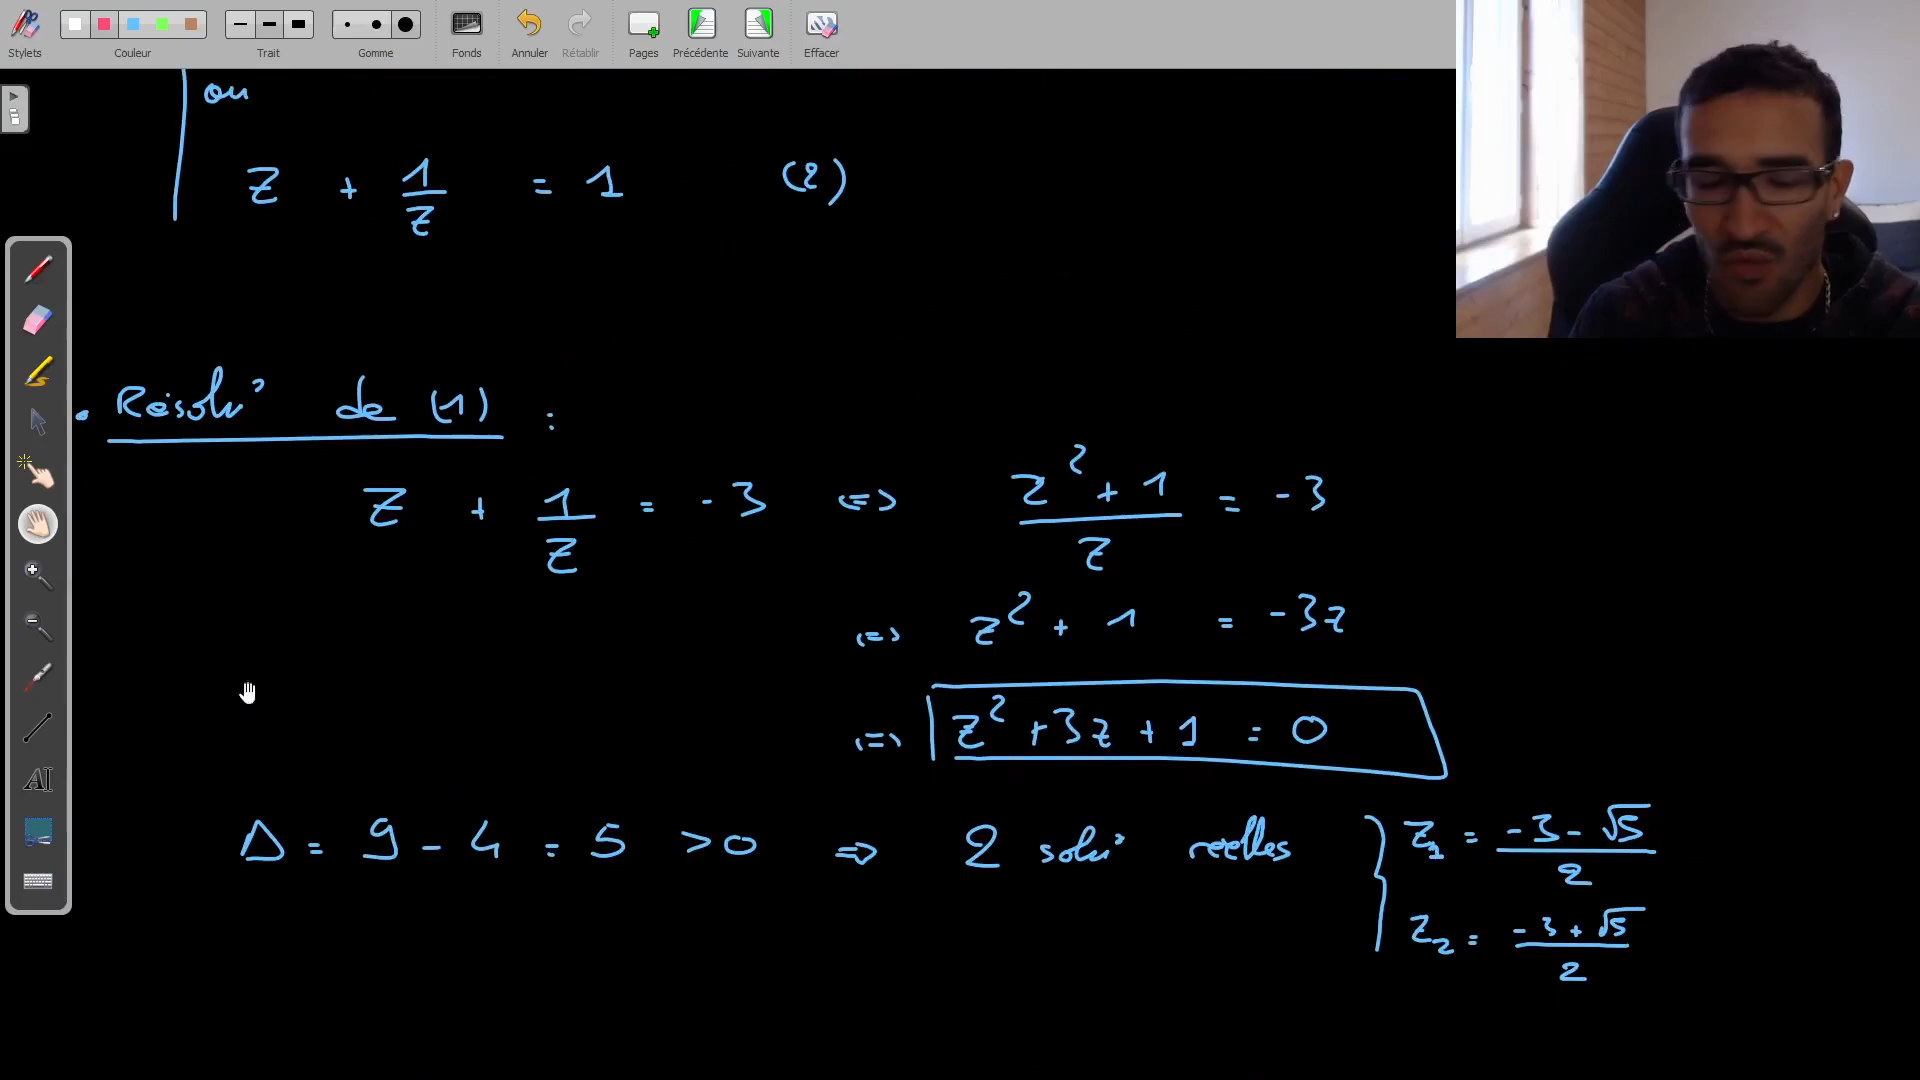 Stylets Couleur Trait Gomme Fonds Annuler Rétablir Pages Précédente Suivante Effacer
ou
z + 1/z = 1 (2)
Résolu° de (1) :
z + 1/z = -3 <=> z² + 1 / z = -3
<=> z² + 1 = -3z
<=> z² + 3z + 1 = 0
Δ = 9 - 4 = 5 > 0 => 2 solu° réelles
z₁ = -3 - √5 / 2
z₂ = -3 + √5 / 2
AI